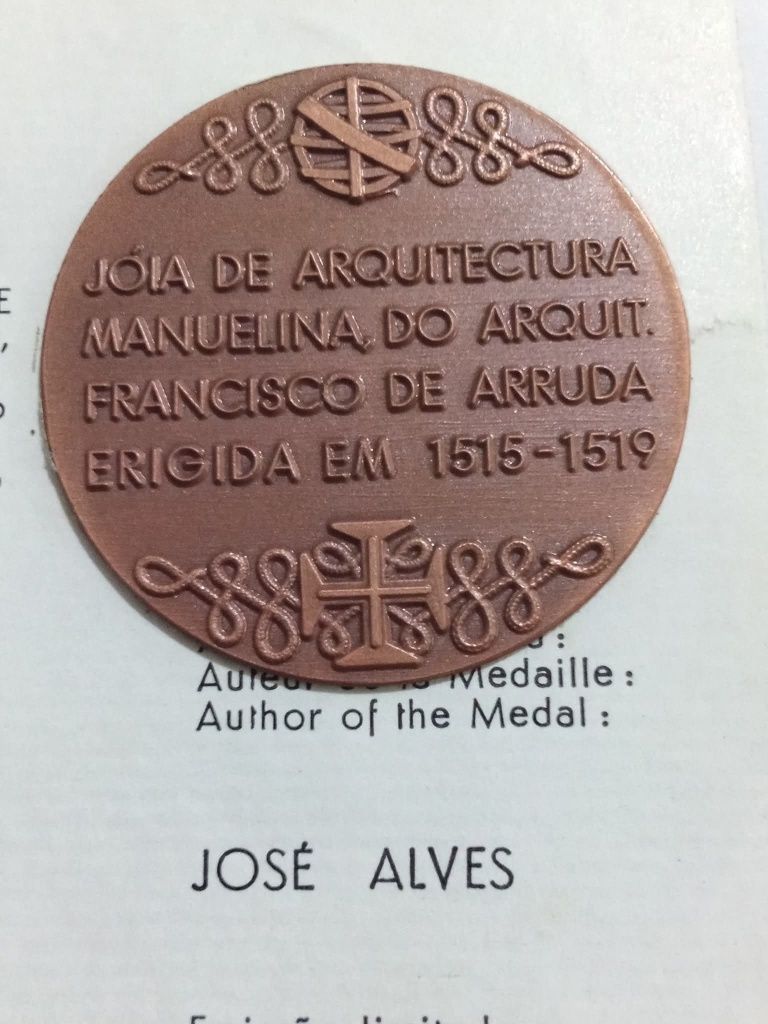 JÓIA DE ARQUITECTURA
MANUELINA, DO ARQUIT.
FRANCISCO DE ARRUDA
ERIGIDA EM 1515-1519
Medaille:
Author of the Medal:
JOSÉ ALVES